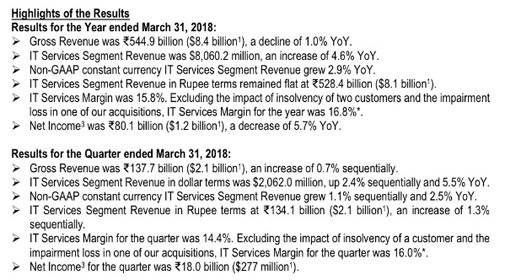 Highlights of the Results
Results for the Year ended March 31, 2018:
➢ Gross Revenue was ₹544.9 billion ($8.4 billion¹), a decline of 1.0% YoY.
➢ IT Services Segment Revenue was $8,060.2 million, an increase of 4.6% YoY.
➢ Non-GAAP constant currency IT Services Segment Revenue grew 2.9% YoY.
➢ IT Services Segment Revenue in Rupee terms remained flat at ₹528.4 billion ($8.1 billion¹).
➢ IT Services Margin was 15.8%. Excluding the impact of insolvency of two customers and the impairment
loss in one of our acquisitions, IT Services Margin for the year was 16.8%*.
➢ Net Income³ was ₹80.1 billion ($1.2 billion¹), a decrease of 5.7% YoY.
Results for the Quarter ended March 31, 2018:
➢ Gross Revenue was ₹137.7 billion ($2.1 billion¹), an increase of 0.7% sequentially.
➢ IT Services Segment Revenue in dollar terms was $2,062.0 million, up 2.4% sequentially and 5.5% YoY.
➢ Non-GAAP constant currency IT Services Segment Revenue grew 1.1% sequentially and 2.5% YoY.
➢ IT Services Segment Revenue in Rupee terms at ₹134.1 billion ($2.1 billion¹), an increase of 1.3%
sequentially.
➢ IT Services Margin for the quarter was 14.4%. Excluding the impact of insolvency of a customer and the
impairment loss in one of our acquisitions, IT Services Margin for the quarter was 16.0%*.
➢ Net Income³ for the quarter was ₹18.0 billion ($277 million¹).